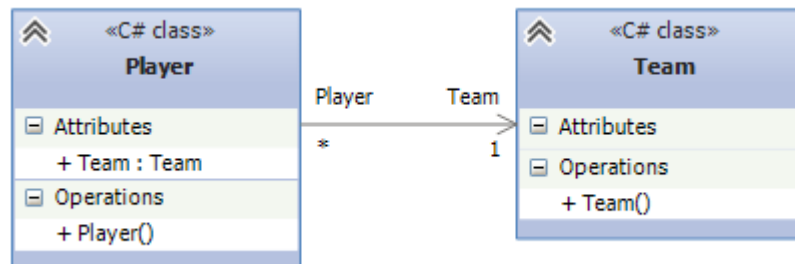 «C# class»
Player
Attributes
+ Team : Team
Operations
+ Player()
Player
Team
*
1
«C# class»
Team
Attributes
Operations
+ Team()